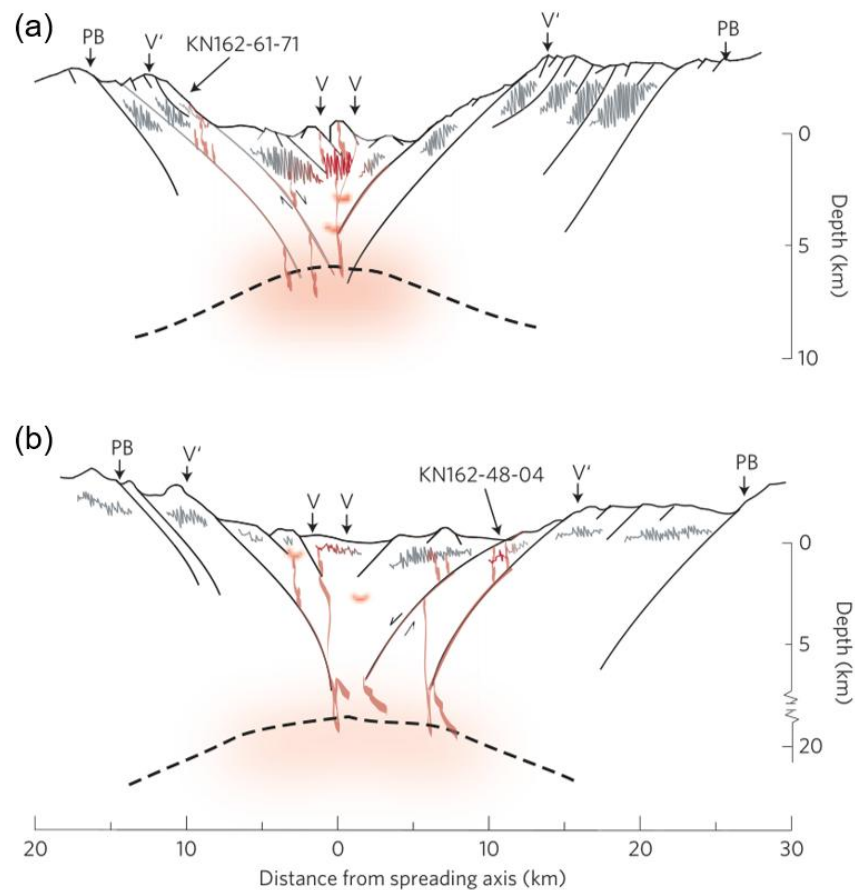 (a)
PB
V'
KN162-61-71
V
V
V'
PB
0
5
10
Depth (km)
(b)
PB
V'
V
V
KN162-48-04
V'
PB
0
5
20
Depth (km)
20 10 0 10 20 30
Distance from spreading axis (km)